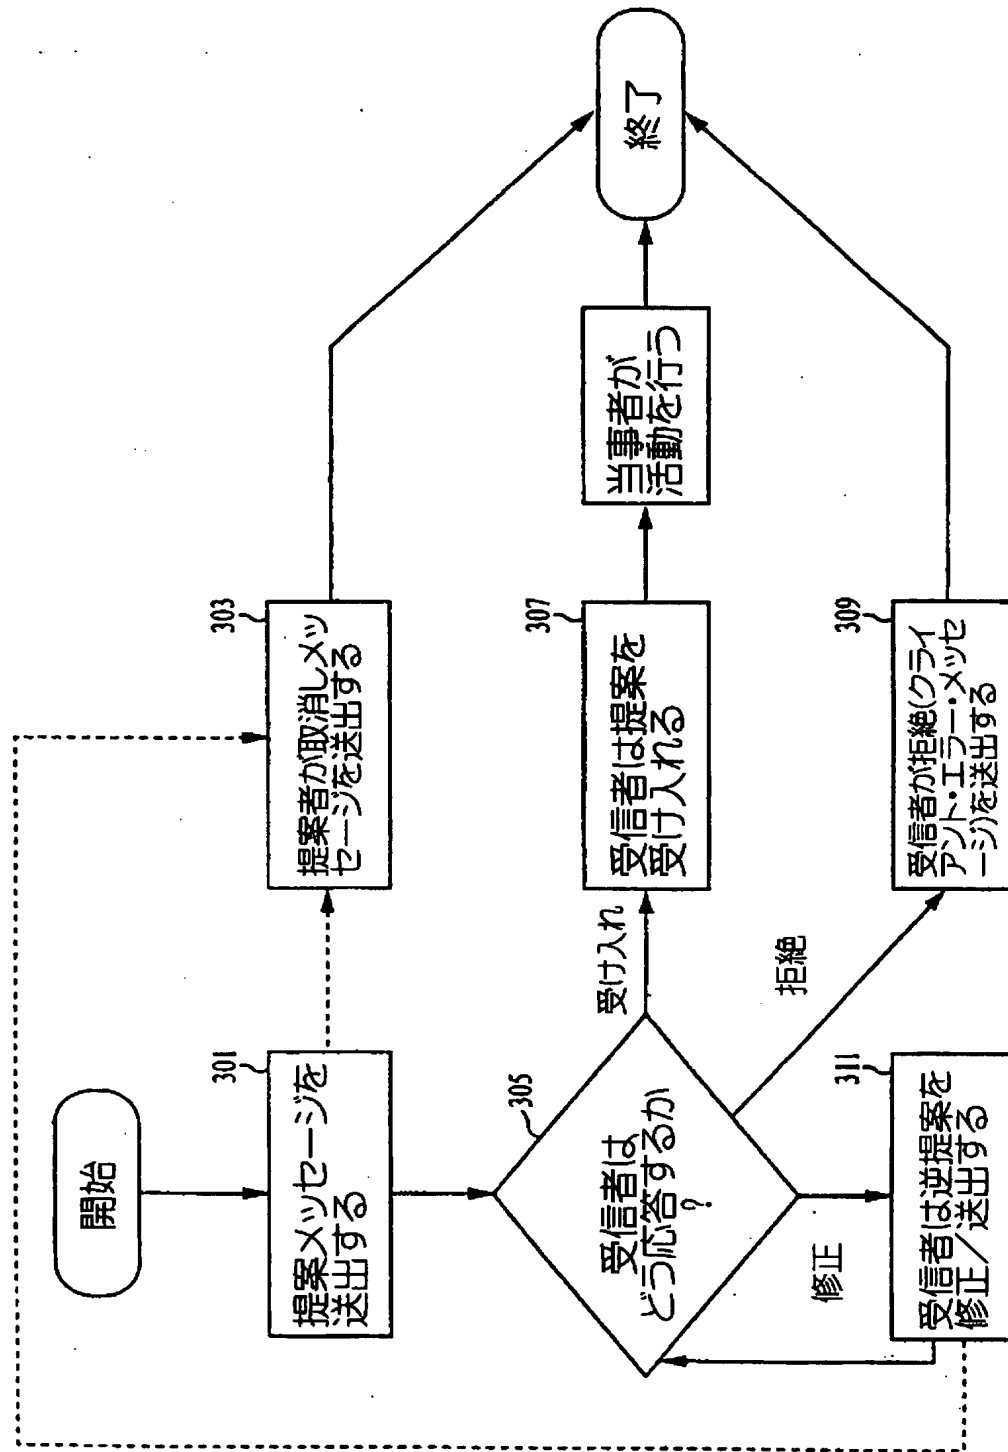 開始
301
提案メッセージを
送出する
303
提案者が取消しメッ
セージを送出する
305
受信者は
どう応答するか
?
受け入れ
307
受信者は提案を
受け入れる
当事者が
活動を行う
終了
拒絶
309
受信者が拒絶(クライ
アント・エラー・メッセ
ージ)を送出する
修正
311
受信者は逆提案を
修正/送出する